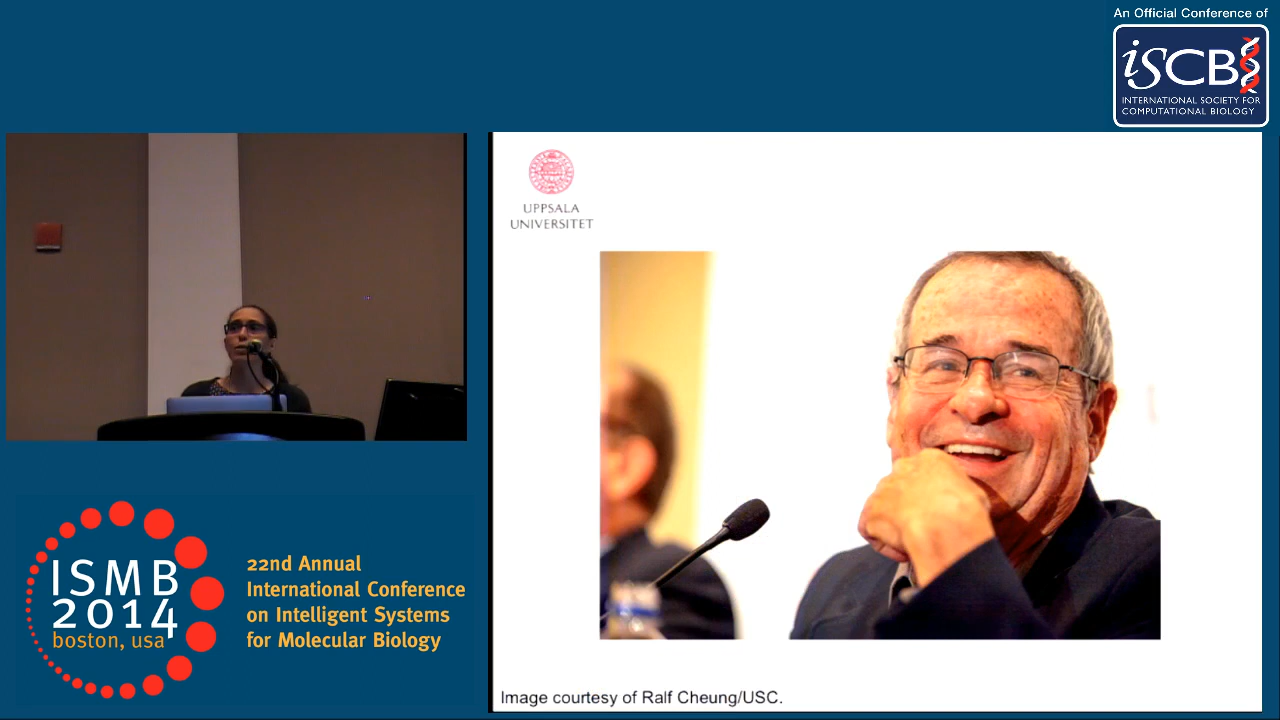 An Official Conference of
iSCB
INTERNATIONAL SOCIETY FOR
COMPUTATIONAL BIOLOGY
UPPSALA
UNIVERSITET
Image courtesy of Ralf Cheung/USC.
ISMB
2014
boston, usa
22nd Annual
International Conference
on Intelligent Systems
for Molecular Biology